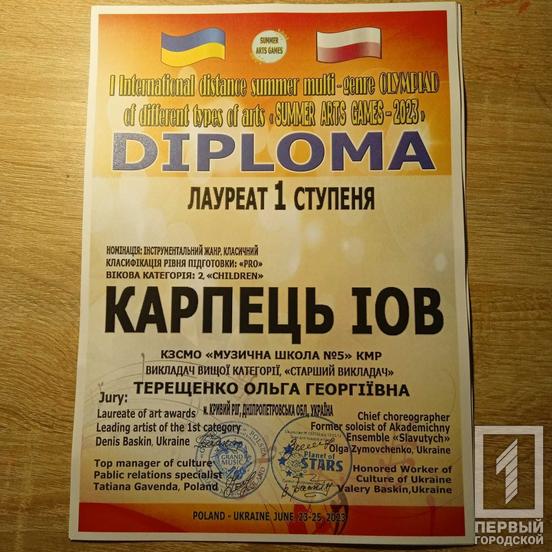 SUMMER
ARTS GAMES
I International distance summer multi-genre OLYMPIAD
of different types of arts «SUMMER ARTS GAMES-2023»
DIPLOMA
ЛАУРЕАТ 1 СТУПЕНЯ
НОМІНАЦІЯ: ІНСТРУМЕНТАЛЬНИЙ ЖАНР, КЛАСИЧНИЙ
КЛАСИФІКАЦІЯ РІВНЯ ПІДГОТОВКИ: «PRO»
ВІКОВА КАТЕГОРІЯ: 2, «CHILDREN»
КАРПЕЦЬ ІОВ
КЗСМО «МУЗИЧНА ШКОЛА №5» КМР
ВИКЛАДАЧ ВИЩОЇ КАТЕГОРІЇ, «СТАРШИЙ ВИКЛАДАЧ»
ТЕРЕЩЕНКО ОЛЬГА ГЕОРГІЇВНА
м. КРИВИЙ РІГ, ДНІПРОПЕТРОВСЬКА ОБЛ. УКРАЇНА
Jury:
Laureate of art awards
Leading artist of the 1st category
Denis Baskin, Ukraine
Top manager of culture
Pablic relations specialist
Tatiana Gavenda, Poland
Chief choreographer
Former soloist of Akademichny
Ensemble «Slavutych»
Olga Zymovchenko, Ukraine
Honored Worker of
Culture of Ukraine
Valery Baskin,Ukraine
GRAND
MUSIC
Planet of
STARS
POLAND - UKRAINE JUNE 23-25 2023
1
ПЕРВЫЙ
ГОРОДСКОЙ